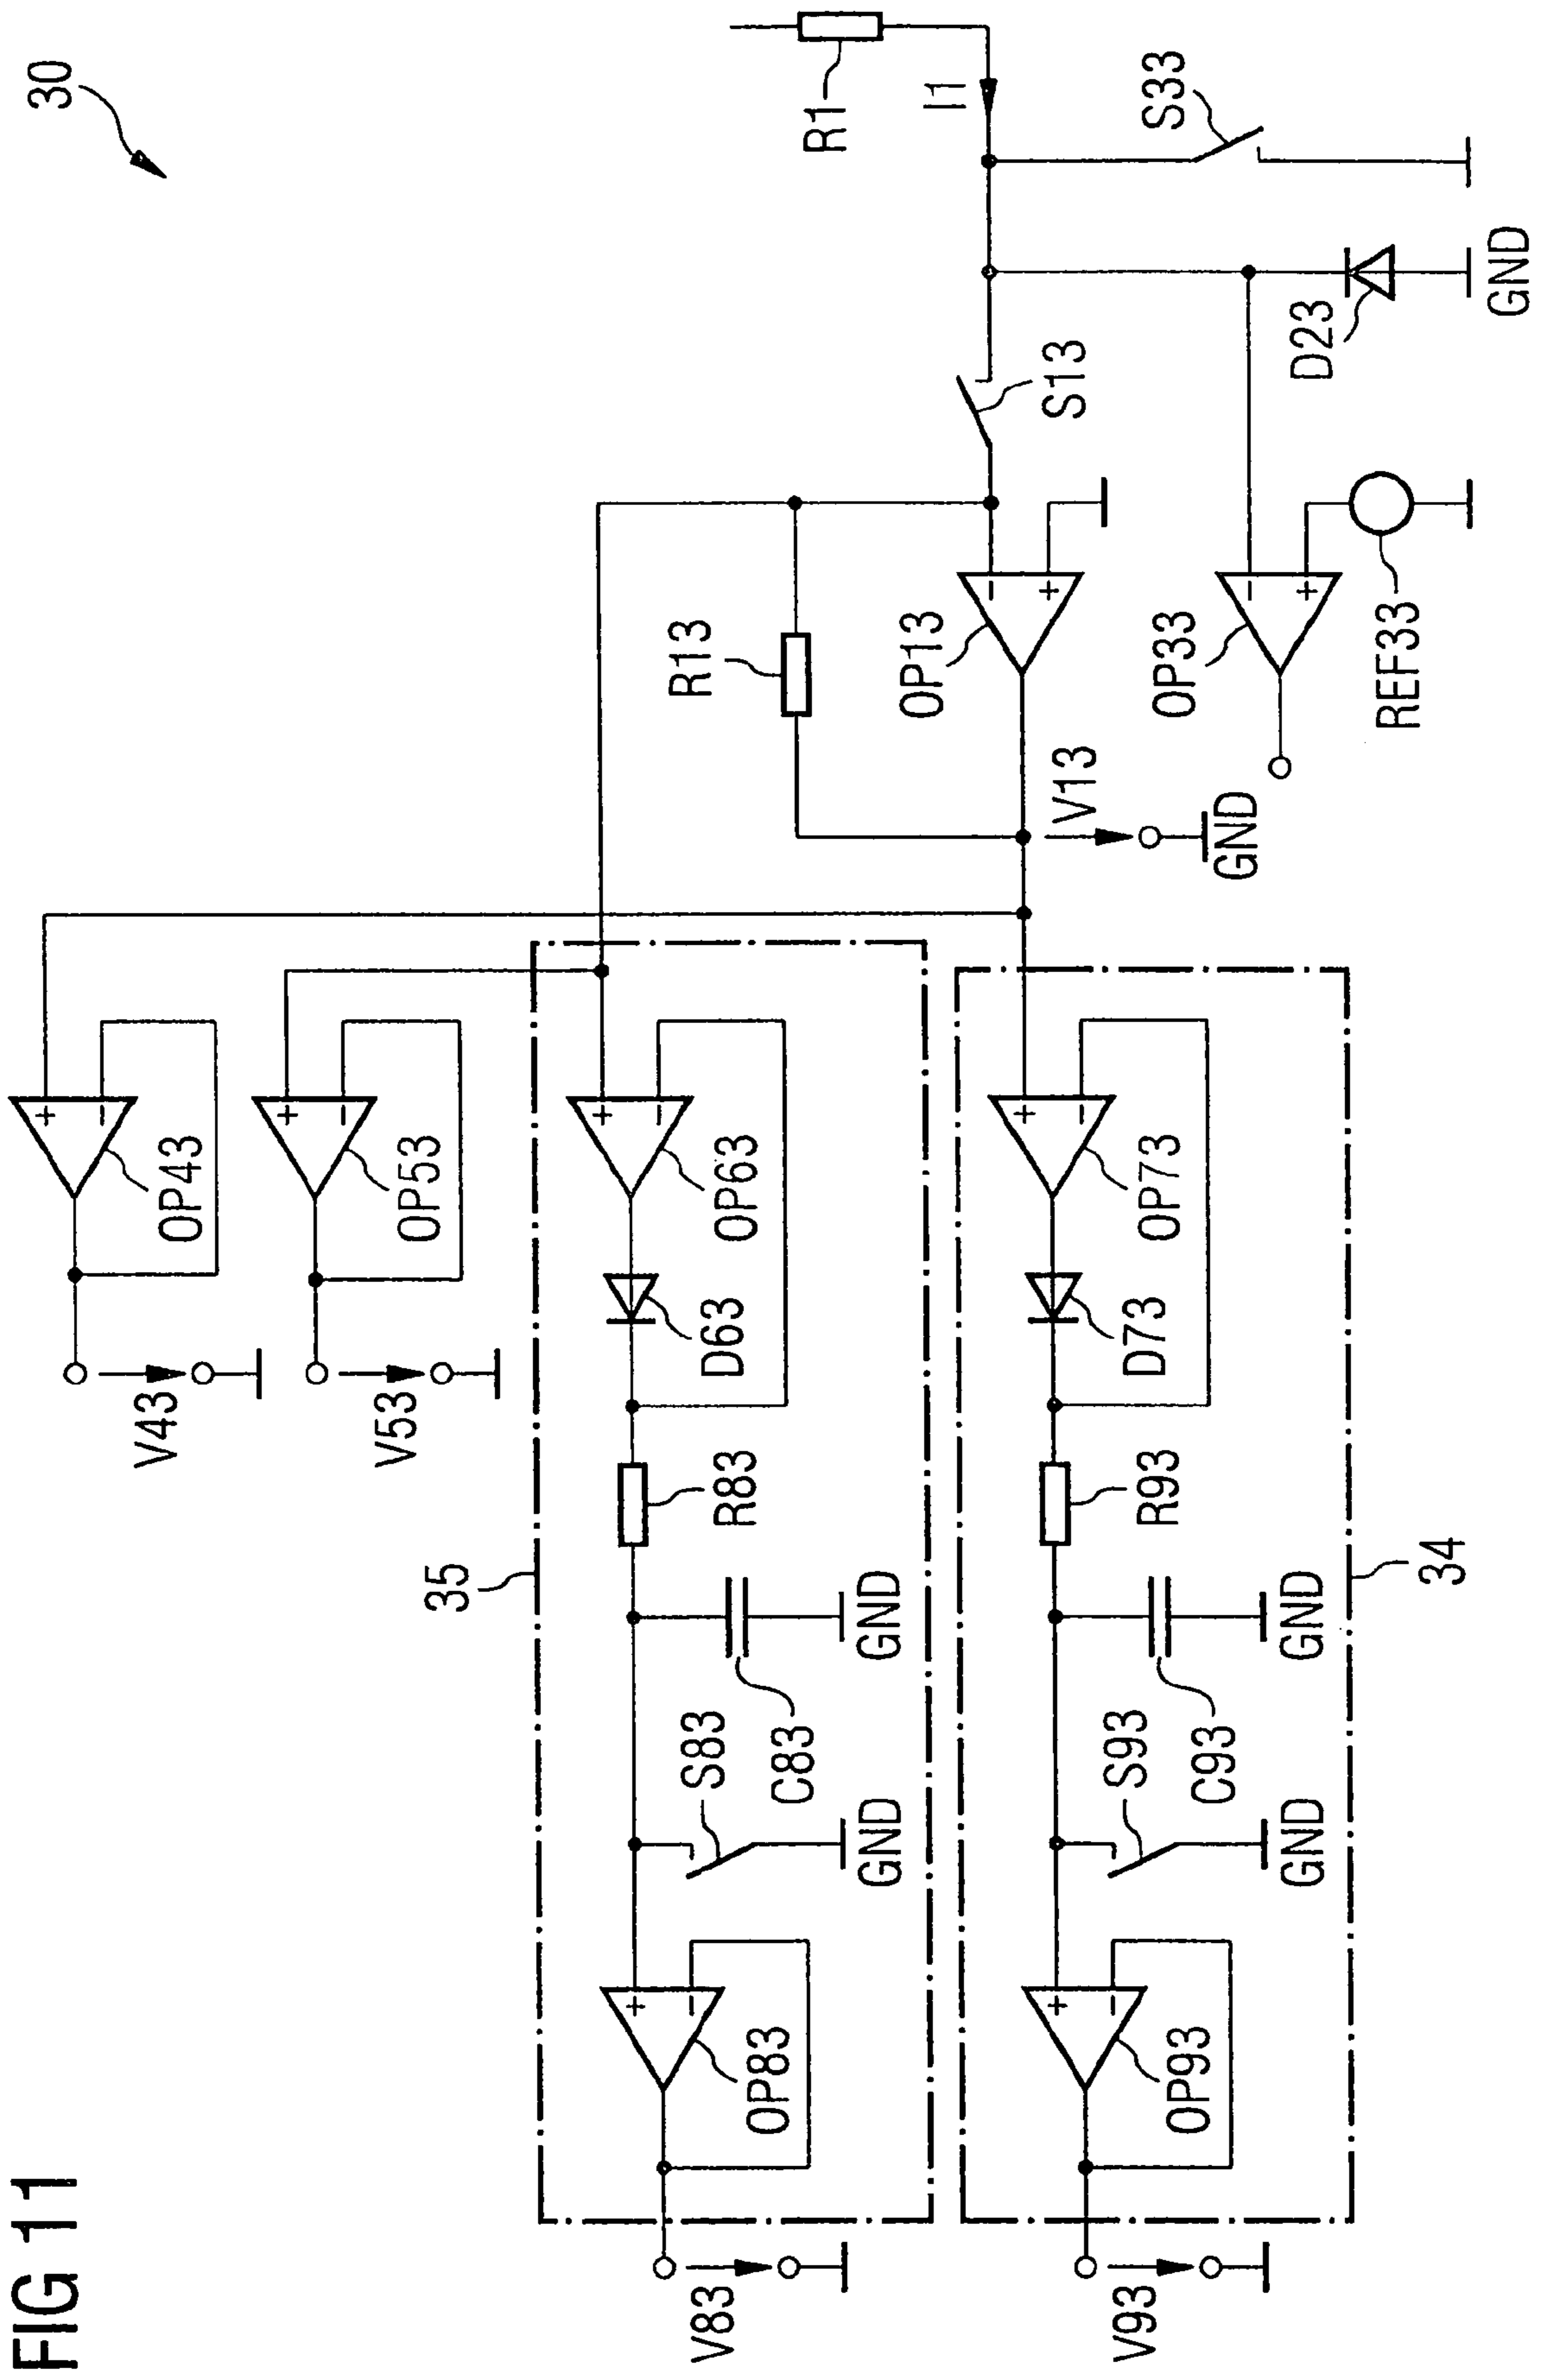 FIG 11
30
R1
I1
S33
S13
D23
GND
R13
OP13
OP33
REF33
V13
GND
+
−
OP43
V43
+
−
OP53
V53
−
+
−
+
35
+
−
OP63
D63
R83
C83
GND
S83
GND
+
−
OP83
V83
34
+
−
OP73
D73
R93
C93
GND
S93
GND
+
−
OP93
V93